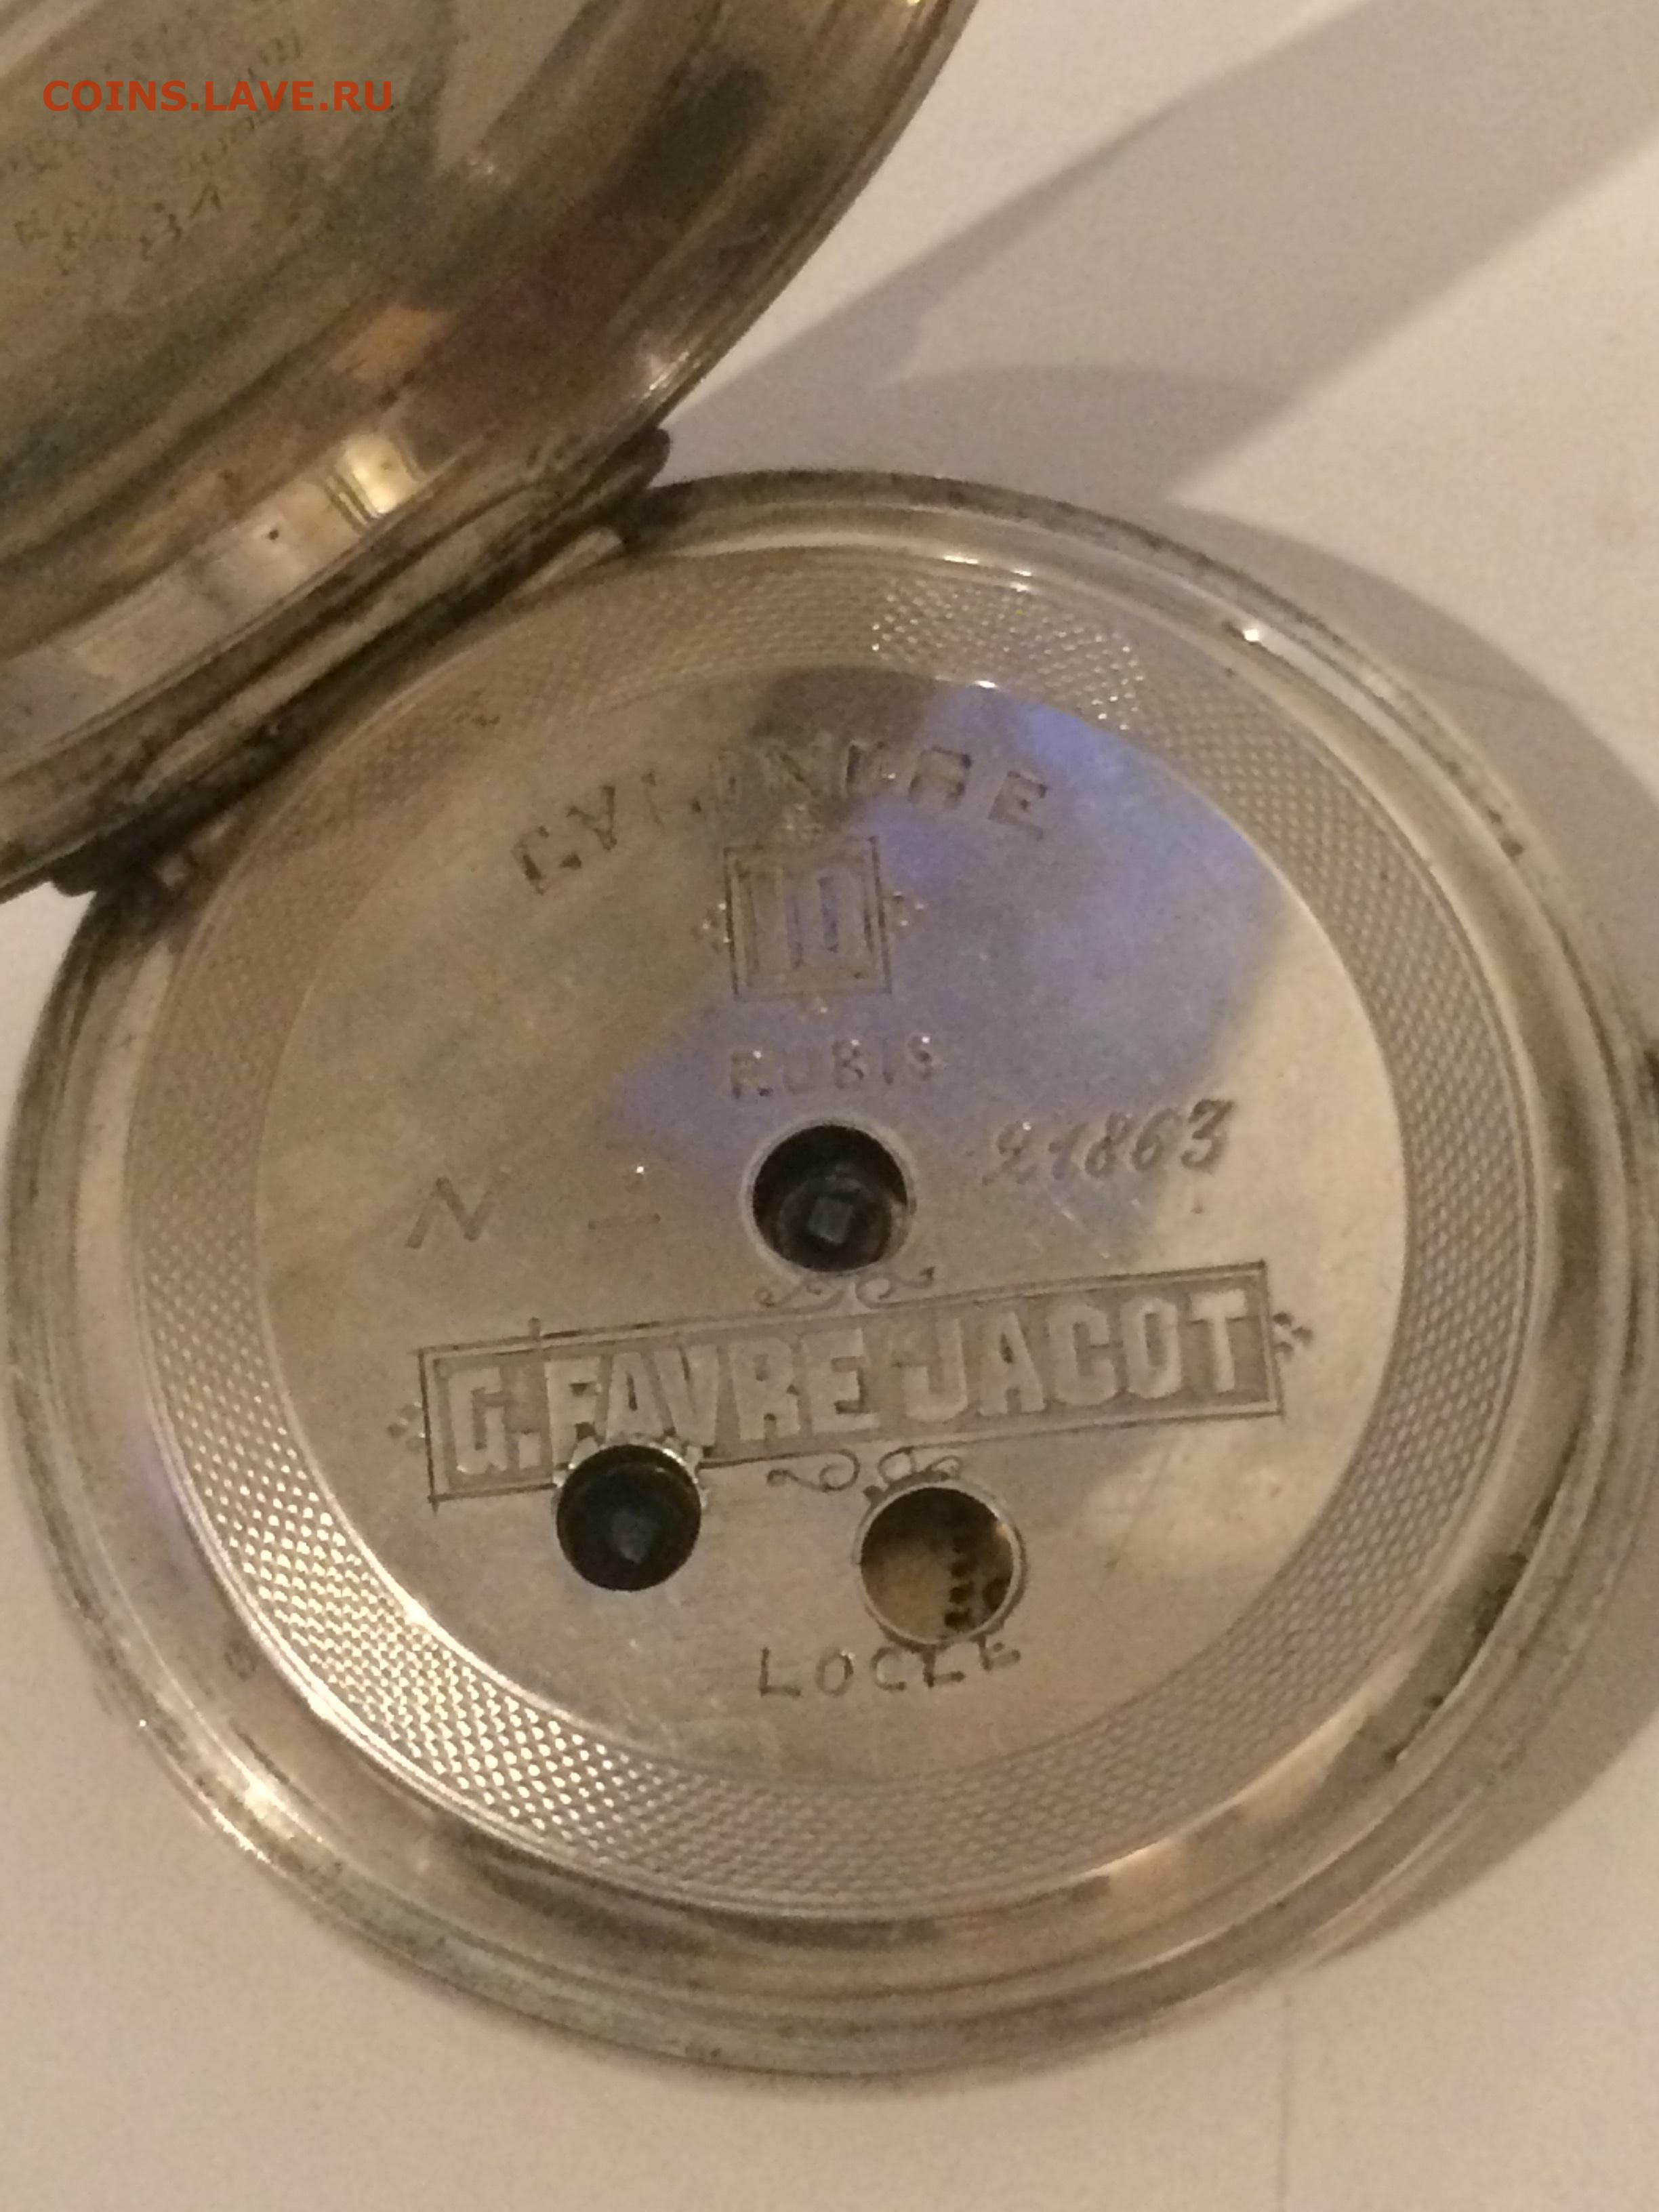 COINS.LAVE.RU
CYLINDRE
10
RUBIS
N 21863
G. FAVRE JACOT
LOCLE